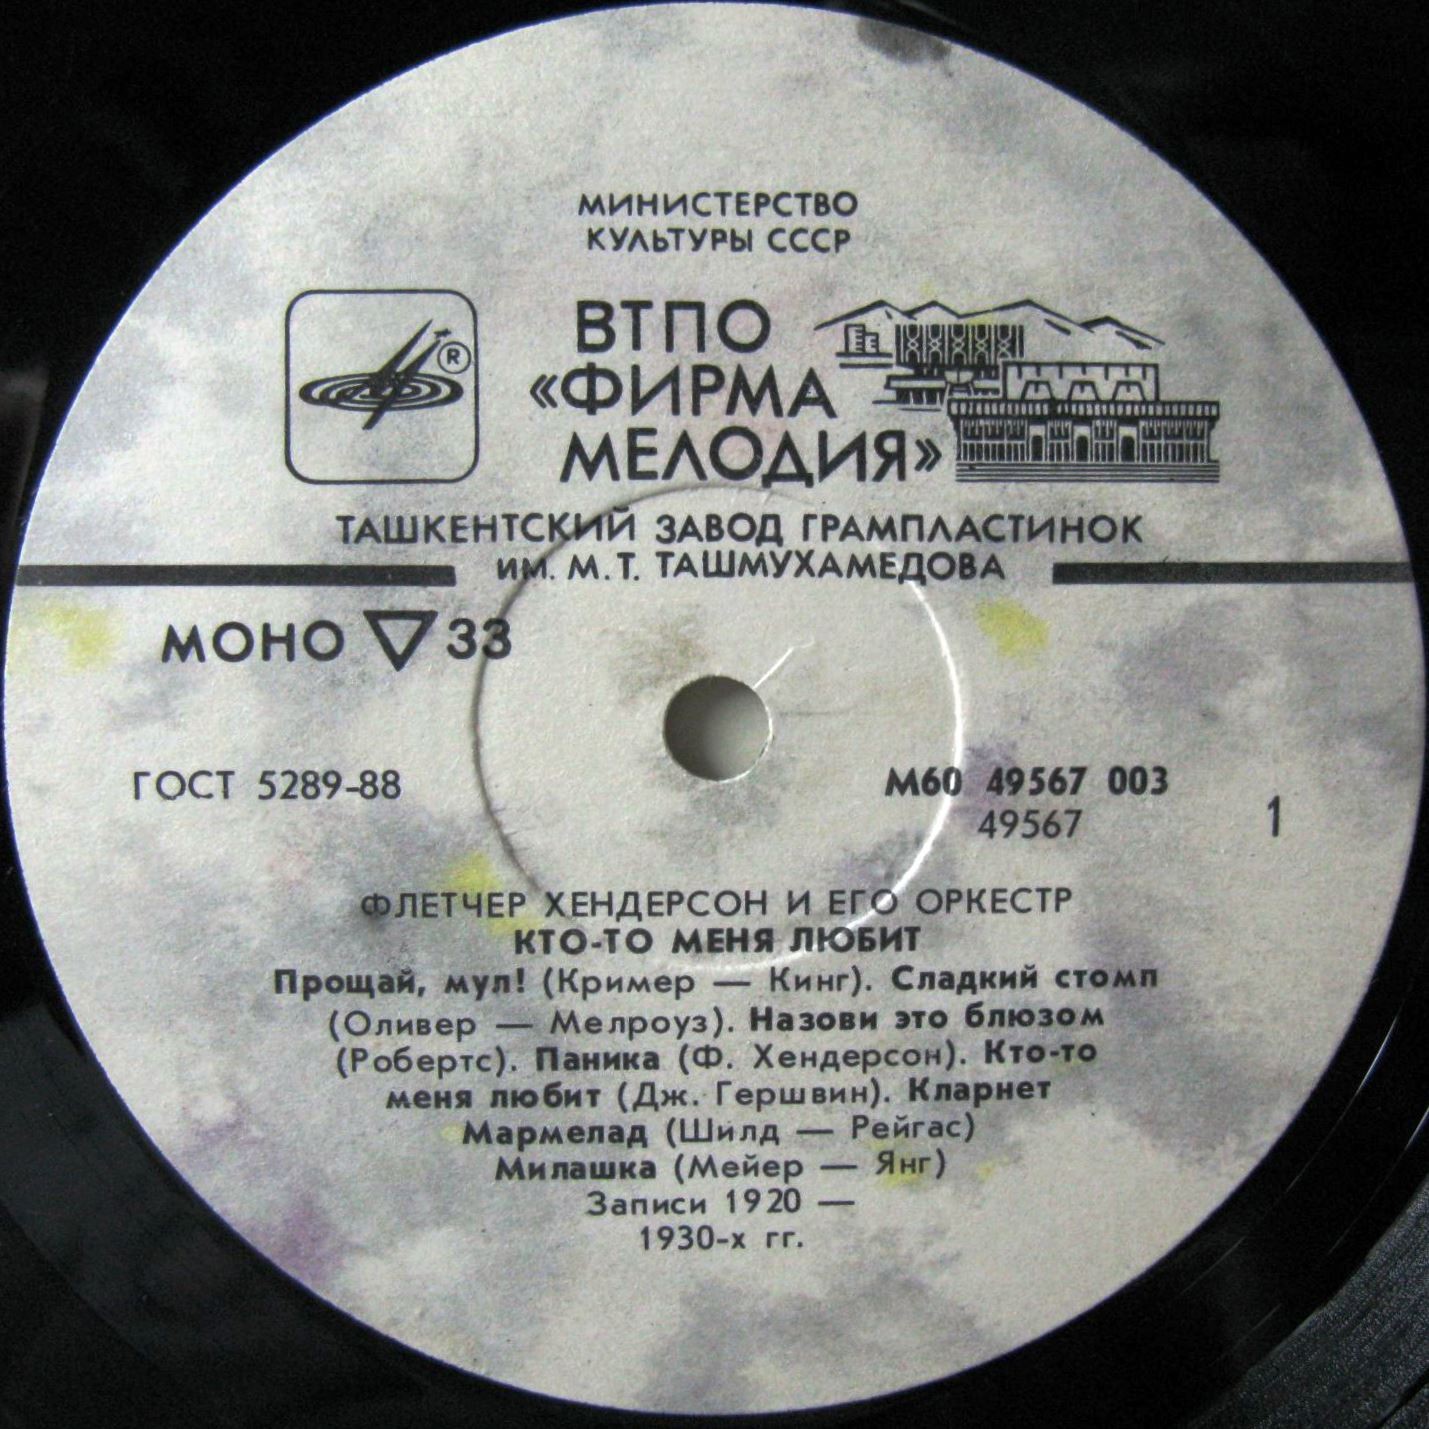 МИНИСТЕРСТВО
КУЛЬТУРЫ СССР
ВТПО
«ФИРМА
МЕЛОДИЯ»
®
ТАШКЕНТСКИЙ ЗАВОД ГРАМПЛАСТИНОК
ИМ. М. Т. ТАШМУХАМЕДОВА
МОНО ▽ 33
ГОСТ 5289-88
М60 49567 003
49567
1
ФЛЕТЧЕР ХЕНДЕРСОН И ЕГО ОРКЕСТР
КТО-ТО МЕНЯ ЛЮБИТ
Прощай, мул! (Кример — Кинг). Сладкий стомп
(Оливер — Мелроуз). Назови это блюзом
(Робертс). Паника (Ф. Хендерсон). Кто-то
меня любит (Дж. Гершвин). Кларнет
Мармелад (Шилд — Рейгас)
Милашка (Мейер — Янг)
Записи 1920 —
1930-х гг.